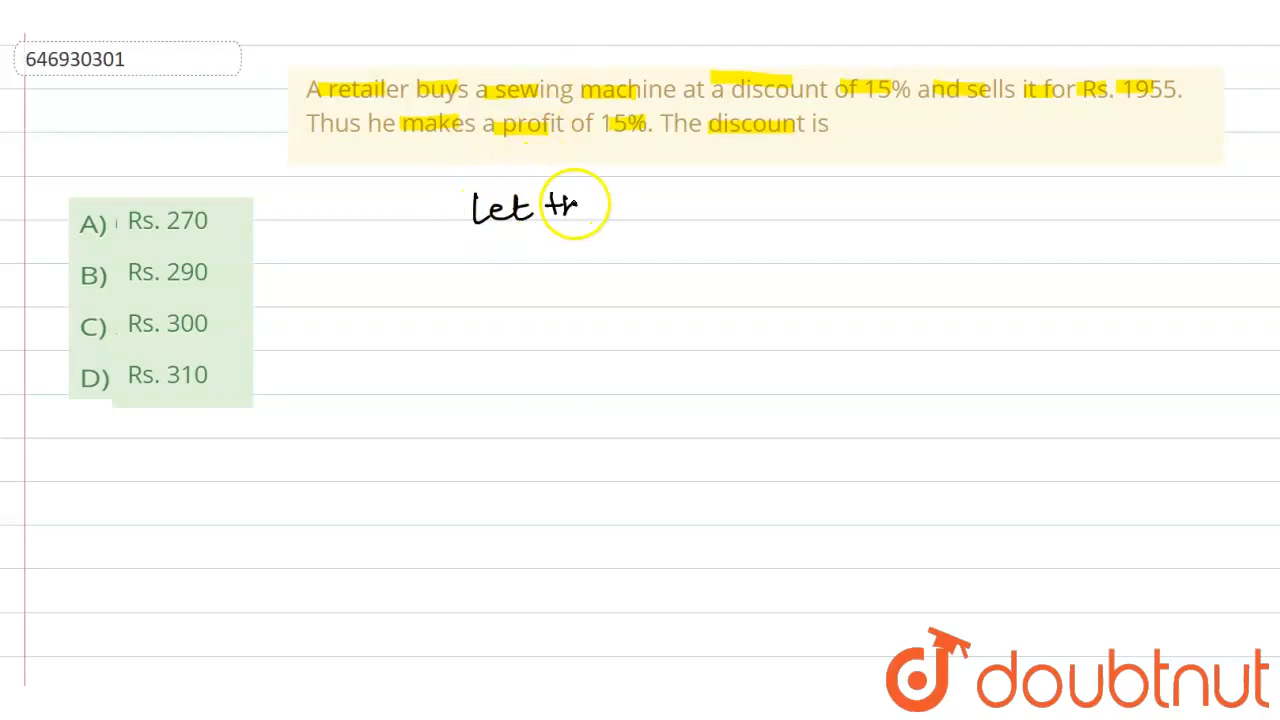 646930301
A retailer buys a sewing machine at a discount of 15% and sells it for Rs. 1955.
Thus he makes a profit of 15%. The discount is
Let
A) Rs. 270
B) Rs. 290
C) Rs. 300
D) Rs. 310
doubtnut